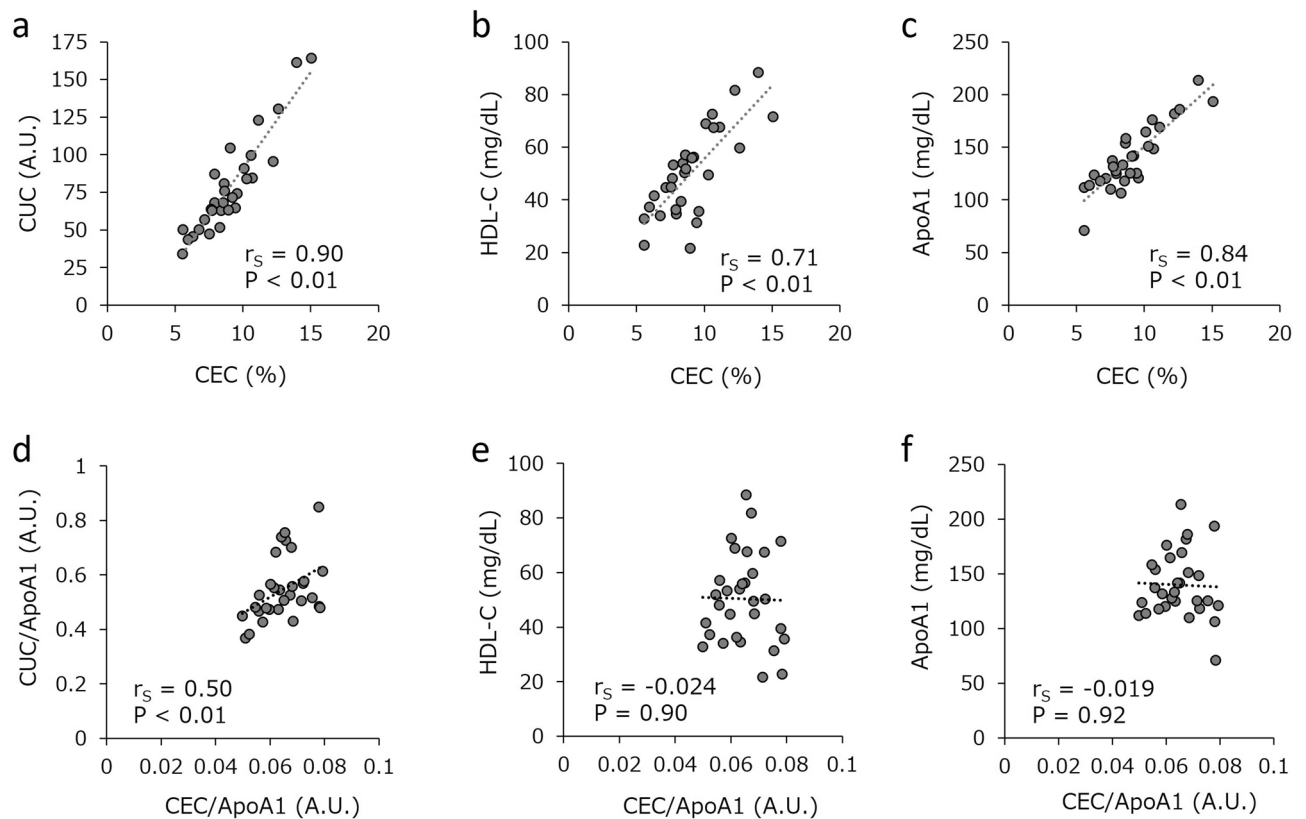 a
CUC (A.U.)
175
150
125
100
75
50
25
0
0 5 10 15 20
CEC (%)
rS = 0.90
P < 0.01
b
HDL-C (mg/dL)
100
80
60
40
20
0
0 5 10 15 20
CEC (%)
rS = 0.71
P < 0.01
c
ApoA1 (mg/dL)
250
200
150
100
50
0
0 5 10 15 20
CEC (%)
rS = 0.84
P < 0.01
d
CUC/ApoA1 (A.U.)
1
0.8
0.6
0.4
0.2
0
0 0.02 0.04 0.06 0.08 0.1
CEC/ApoA1 (A.U.)
rS = 0.50
P < 0.01
e
HDL-C (mg/dL)
100
80
60
40
20
0
0 0.02 0.04 0.06 0.08 0.1
CEC/ApoA1 (A.U.)
rS = -0.024
P = 0.90
f
ApoA1 (mg/dL)
250
200
150
100
50
0
0 0.02 0.04 0.06 0.08 0.1
CEC/ApoA1 (A.U.)
rS = -0.019
P = 0.92